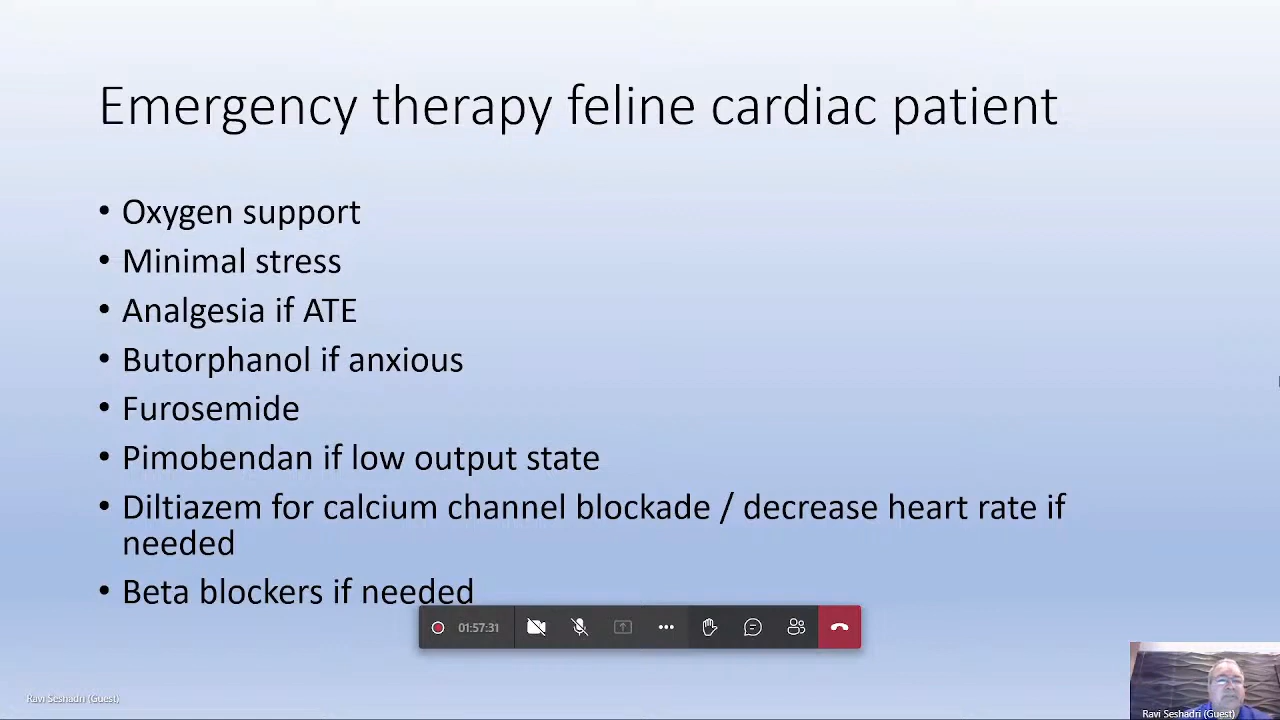 Emergency therapy feline cardiac patient
• Oxygen support
• Minimal stress
• Analgesia if ATE
• Butorphanol if anxious
• Furosemide
• Pimobendan if low output state
• Diltiazem for calcium channel blockade / decrease heart rate if
needed
• Beta blockers if needed
01:57:31
Ravi Seshadri (Guest)
Ravi Seshadri (Guest)